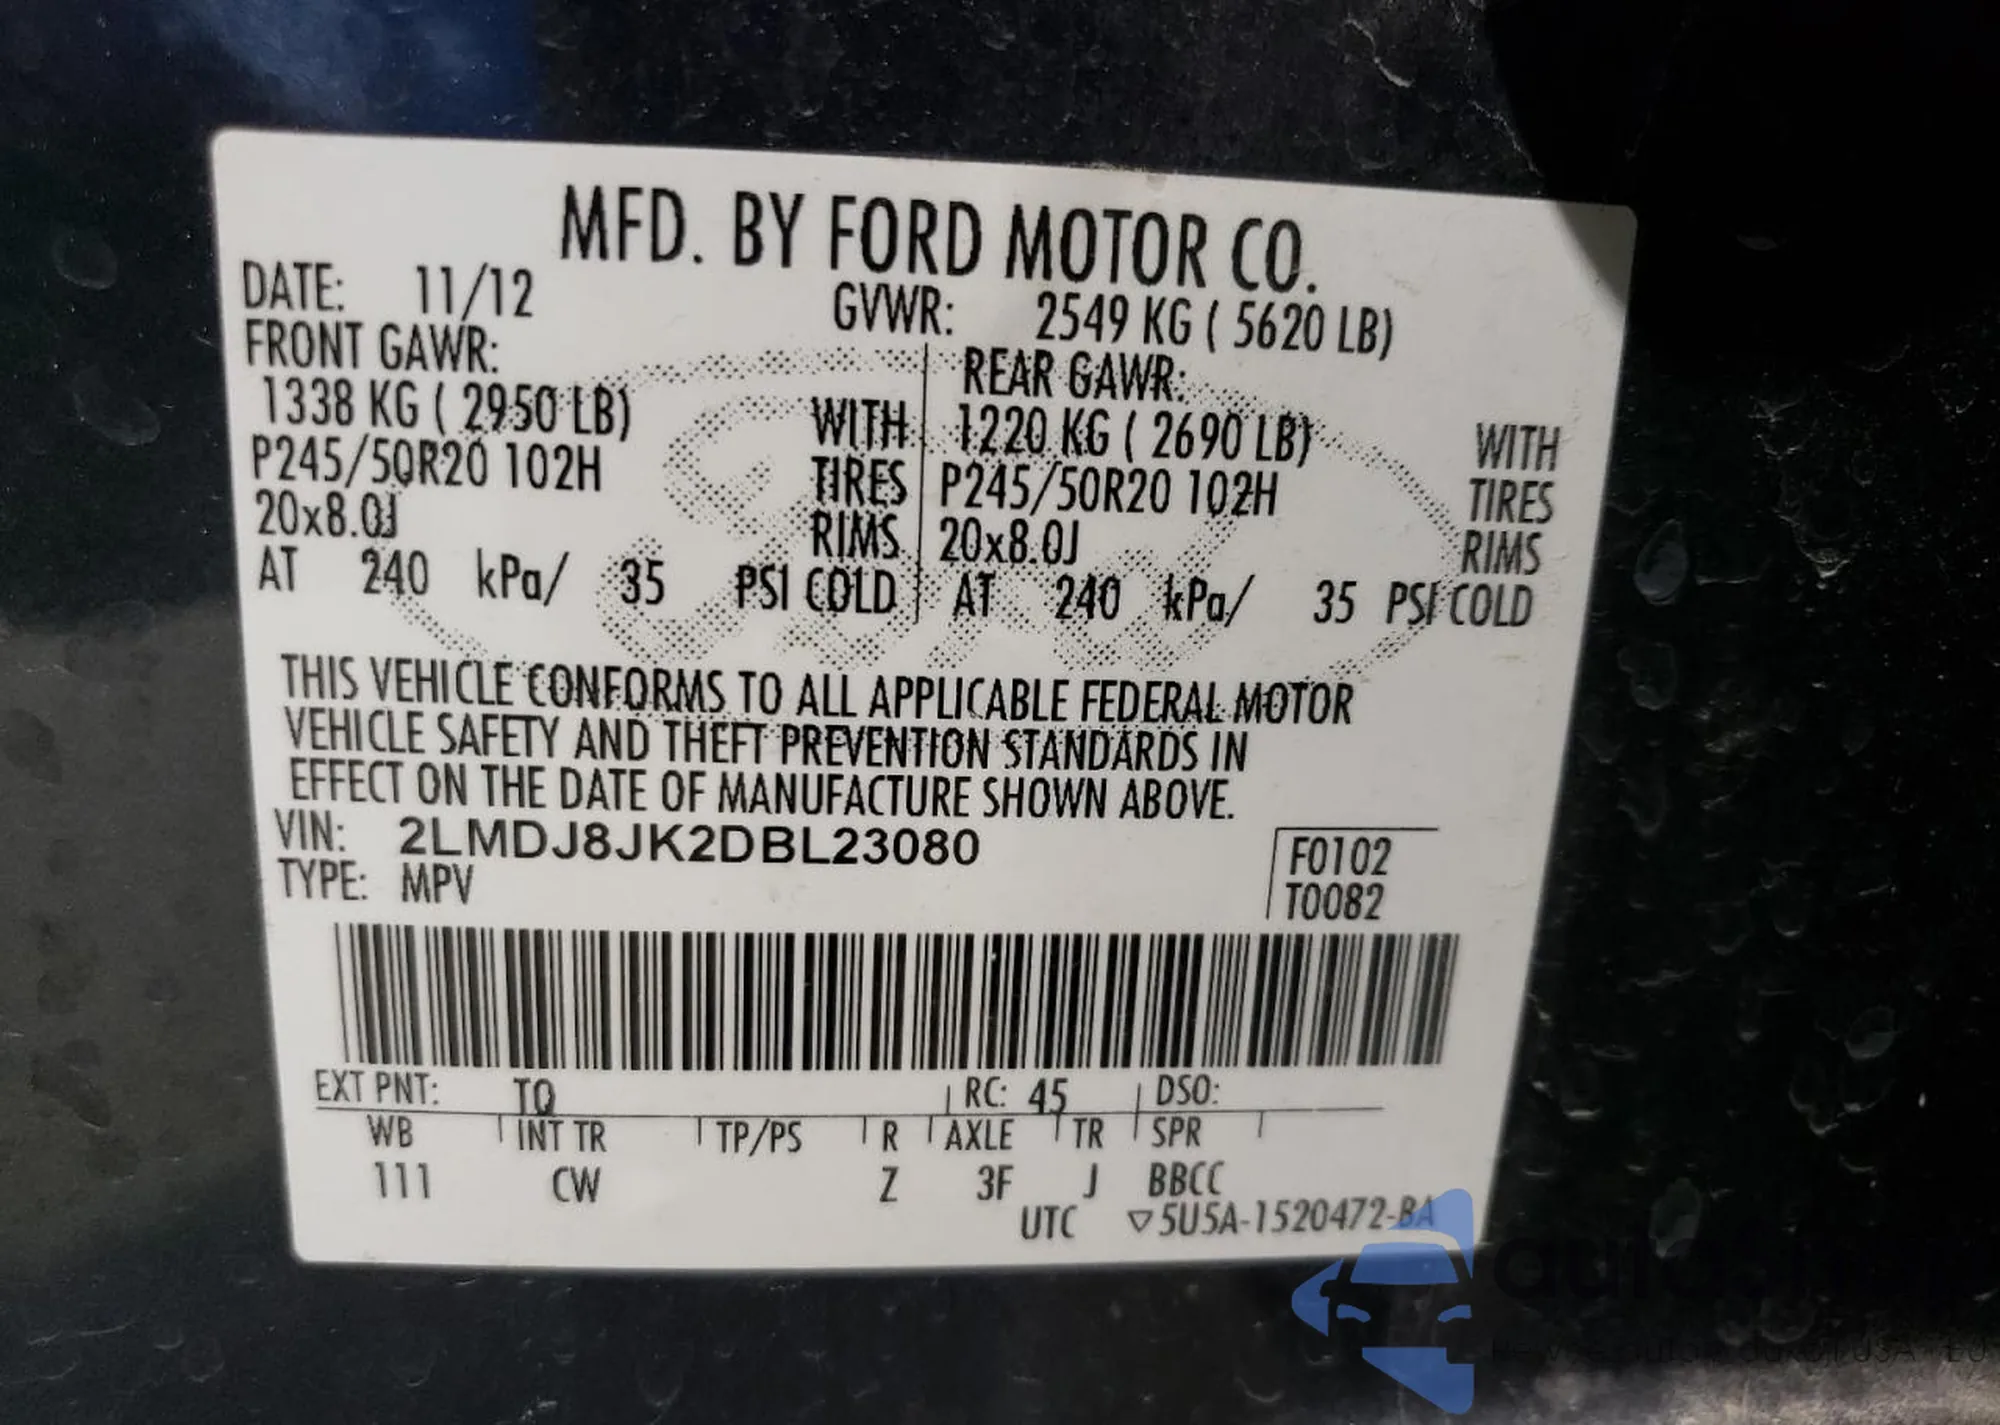 MFD. BY FORD MOTOR CO.
DATE: 11/12
GVWR: 2549 KG ( 5620 LB)
FRONT GAWR:
REAR GAWR:
1338 KG ( 2950 LB) WITH
1220 KG ( 2690 LB) WITH
P245/50R20 102H TIRES
P245/50R20 102H TIRES
20x8.0J RIMS
20x8.0J RIMS
AT 240 kPa/ 35 PSI COLD
AT 240 kPa/ 35 PSI COLD
THIS VEHICLE CONFORMS TO ALL APPLICABLE FEDERAL MOTOR
VEHICLE SAFETY AND THEFT PREVENTION STANDARDS IN
EFFECT ON THE DATE OF MANUFACTURE SHOWN ABOVE.
VIN: 2LMDJ8JK2DBL23080
F0102
TYPE: MPV
T0082
EXT PNT: TQ RC: 45 DSO:
WB INT TR TP/PS R AXLE TR SPR
111 CW Z 3F J BBCC
UTC ▽5U5A-1520472-BA